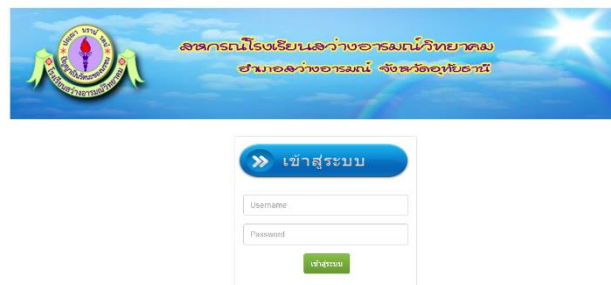 สหกรณ์โรงเรียนสว่างอารมณ์วิทยาคม
อำเภอสว่างอารมณ์ จังหวัดอุทัยธานี
เข้าสู่ระบบ
Username
Password
เข้าสู่ระบบ